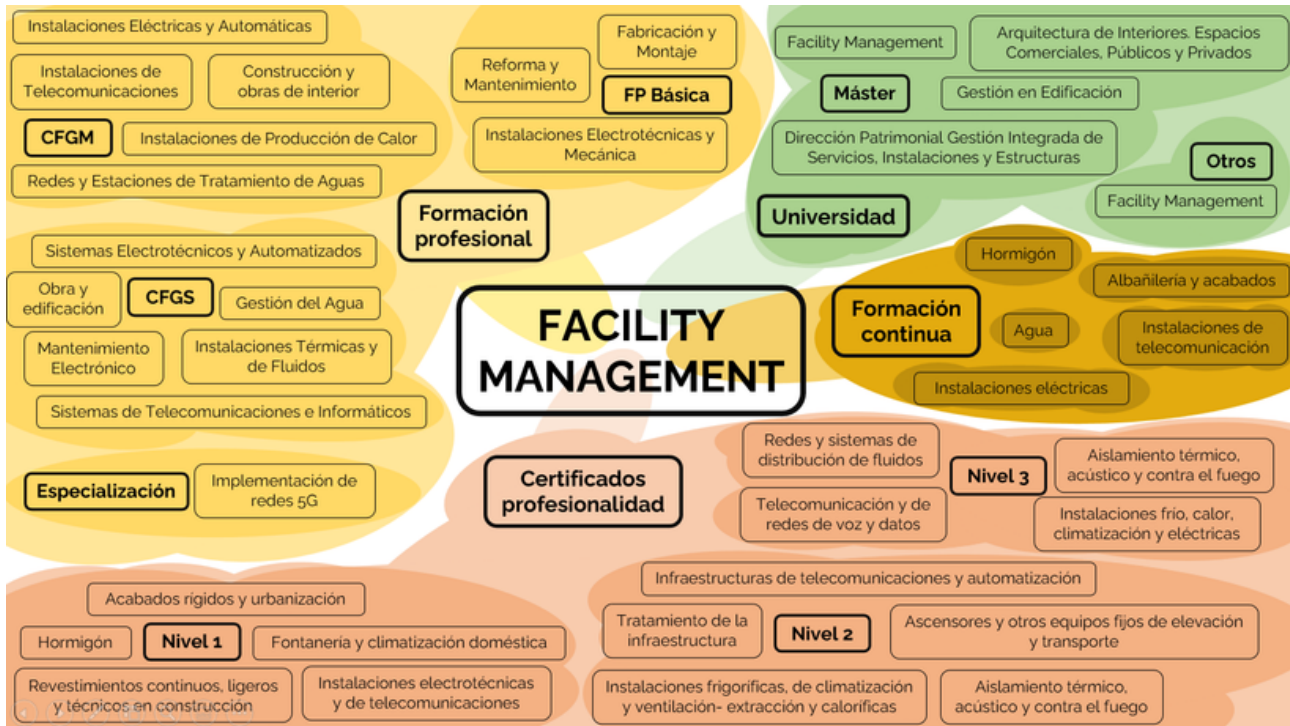 Instalaciones Eléctricas y Automáticas
Instalaciones de
Telecomunicaciones
Construcción y
obras de interior
CFGM
Instalaciones de Producción de Calor
Redes y Estaciones de Tratamiento de Aguas
Fabricación y
Montaje
Reforma y
Mantenimiento
FP Básica
Instalaciones Electrotécnicas y
Mecánica
Formación
profesional
Sistemas Electrotécnicos y Automatizados
Obra y
edificación
CFGS
Gestión del Agua
Mantenimiento
Electrónico
Instalaciones Térmicas y
de Fluidos
Sistemas de Telecomunicaciones e Informáticos
Especialización
Implementación de
redes 5G
Facility Management
Arquitectura de Interiores. Espacios
Comerciales, Públicos y Privados
Máster
Gestión en Edificación
Dirección Patrimonial Gestión Integrada de
Servicios, Instalaciones y Estructuras
Otros
Facility Management
Universidad
FACILITY
MANAGEMENT
Hormigón
Albañilería y acabados
Formación
continua
Agua
Instalaciones de
telecomunicación
Instalaciones eléctricas
Certificados
profesionalidad
Redes y sistemas de
distribución de fluidos
Nivel 3
Aislamiento térmico,
acústico y contra el fuego
Telecomunicación y de
redes de voz y datos
Instalaciones frío, calor,
climatización y eléctricas
Acabados rígidos y urbanización
Hormigón
Nivel 1
Fontanería y climatización doméstica
Revestimientos continuos, ligeros
y técnicos en construcción
Instalaciones electrotécnicas
y de telecomunicaciones
Infraestructuras de telecomunicaciones y automatización
Tratamiento de la
infraestructura
Nivel 2
Ascensores y otros equipos fijos de elevación
y transporte
Instalaciones frigoríficas, de climatización
y ventilación- extracción y caloríficas
Aislamiento térmico,
acústico y contra el fuego